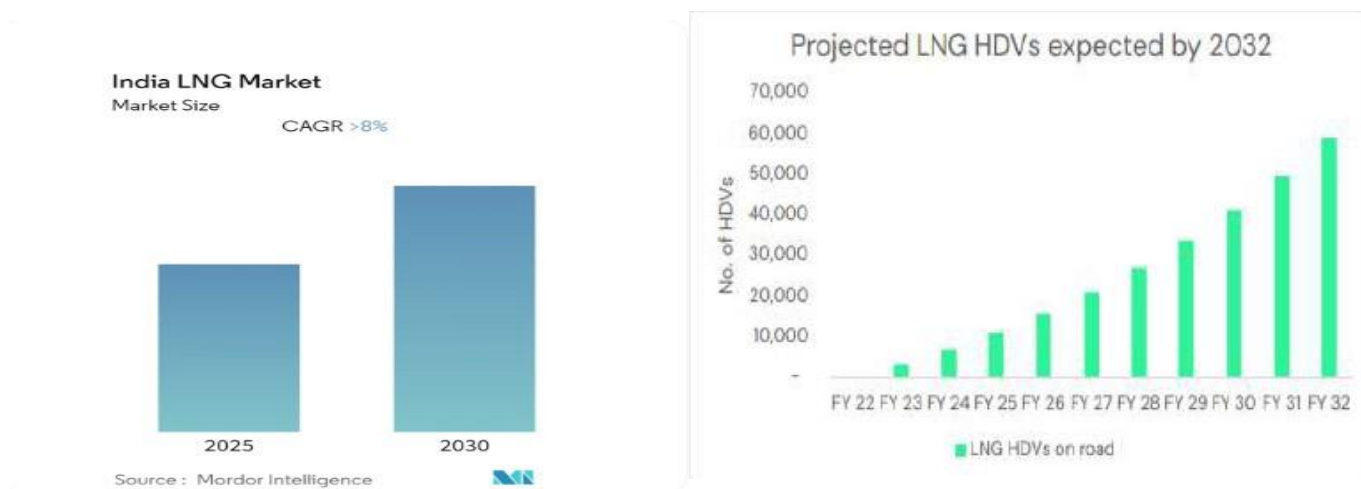 India LNG Market
Market Size
CAGR >8%
2025
2030
Source : Mordor Intelligence
Projected LNG HDVs expected by 2032
No. of HDVs
70,000
60,000
50,000
40,000
30,000
20,000
10,000
-
FY 22 FY 23 FY 24 FY 25 FY 26 FY 27 FY 28 FY 29 FY 30 FY 31 FY 32
LNG HDVs on road